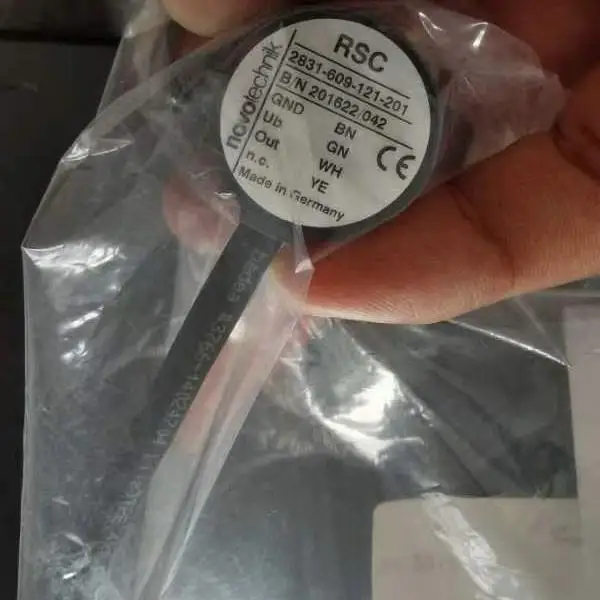 novotechnik
RSC
2831-609-121-201
B/N 201622/042
GND BN
Ub GN
Out WH
n.c. YE
CE
Made in Germany